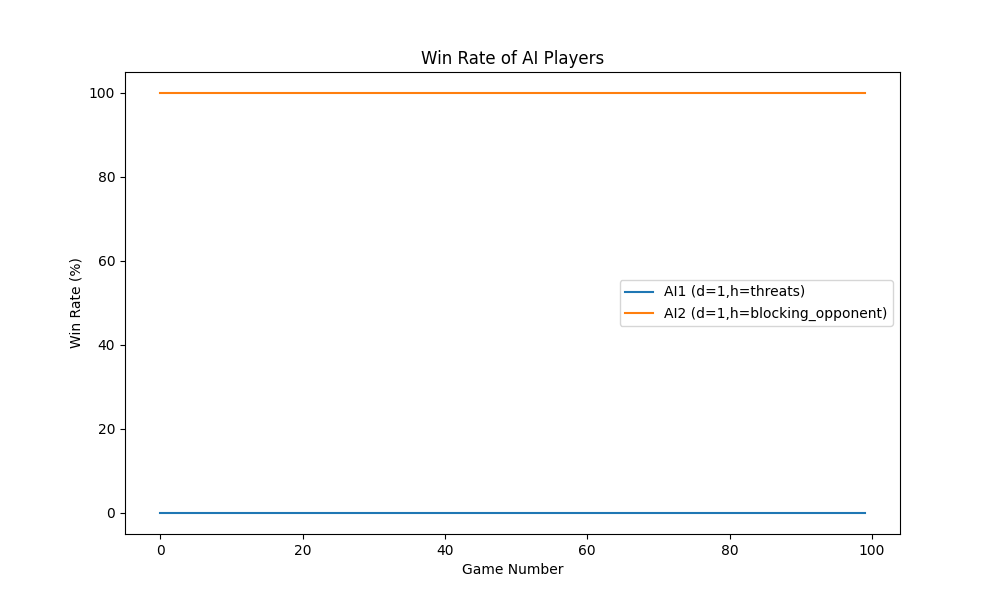 Win Rate of AI Players
Win Rate (%)
100
80
60
40
20
0
AI1 (d=1,h=threats)
AI2 (d=1,h=blocking_opponent)
0 20 40 60 80 100
Game Number